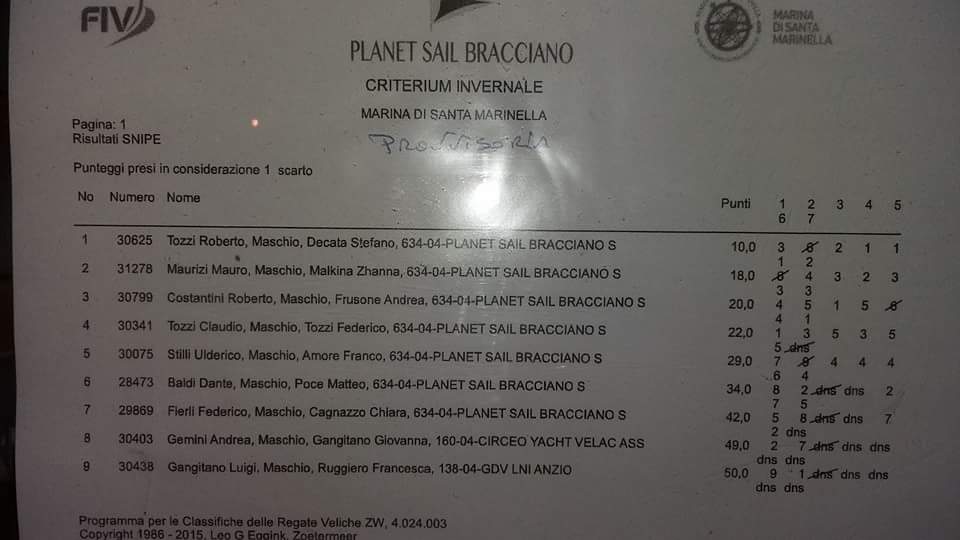 FIV
MARINA
DI SANTA
MARINELLA
PLANET SAIL BRACCIANO
CRITERIUM INVERNALE
MARINA DI SANTA MARINELLA
PROVVISORIA
Pagina: 1
Risultati SNIPE
Punteggi presi in considerazione 1 scarto
No Numero Nome Punti 1 2 3 4 5
6 7
1 30625 Tozzi Roberto, Maschio, Decata Stefano, 634-04-PLANET SAIL BRACCIANO S 10,0 3 6 2 1 1
1 2
2 31278 Maurizi Mauro, Maschio, Malkina Zhanna, 634-04-PLANET SAIL BRACCIANO S 18,0 6 4 3 2 3
3 3
3 30799 Costantini Roberto, Maschio, Frusone Andrea, 634-04-PLANET SAIL BRACCIANO S 20,0 4 5 1 5 6
4 1
4 30341 Tozzi Claudio, Maschio, Tozzi Federico, 634-04-PLANET SAIL BRACCIANO S 22,0 1 3 5 3 5
5 dns
5 30075 Stilli Ulderico, Maschio, Amore Franco, 634-04-PLANET SAIL BRACCIANO S 29,0 7 9 4 4 4
6 4
6 28473 Baldi Dante, Maschio, Poce Matteo, 634-04-PLANET SAIL BRACCIANO S 34,0 8 2 dns dns 2
7 5
7 29869 Fierli Federico, Maschio, Cagnazzo Chiara, 634-04-PLANET SAIL BRACCIANO S 42,0 5 8 dns dns 7
2 dns
8 30403 Gemini Andrea, Maschio, Gangitano Giovanna, 160-04-CIRCEO YACHT VELAC ASS 49,0 2 7 dns dns dns
dns dns
9 30438 Gangitano Luigi, Maschio, Ruggiero Francesca, 138-04-GDV LNI ANZIO 50,0 9 1 dns dns dns
dns dns
Programma per le Classifiche delle Regate Veliche ZW, 4.024.003
Copyright 1986 - 2015, Leo G Eggink, Zoetermeer